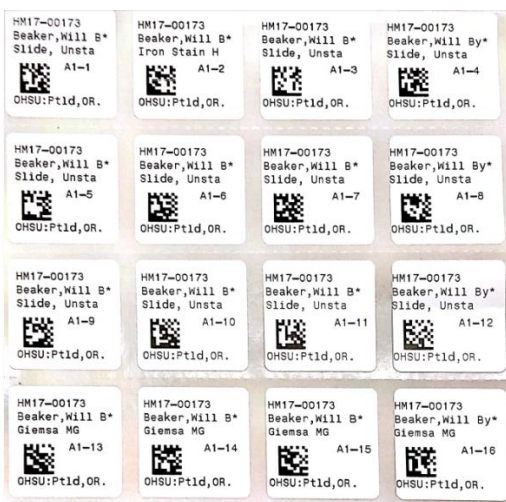 HM17-00173
Beaker,Will B*
Slide, Unsta
A1-1
OHSU:Ptld,OR.
HM17-00173
Beaker,Will B*
Iron Stain H
A1-2
OHSU:Ptld,OR.
HM17-00173
Beaker,Will B*
Slide, Unsta
A1-3
OHSU:Ptld,OR.
HM17-00173
Beaker,Will By*
Slide, Unsta
A1-4
OHSU:Ptld,OR.
HM17-00173
Beaker,Will B*
Slide, Unsta
A1-5
OHSU:Ptld,OR.
HM17-00173
Beaker,Will B*
Slide, Unsta
A1-6
OHSU:Ptld,OR.
HM17-00173
Beaker,Will B*
Slide, Unsta
A1-7
OHSU:Ptld,OR.
HM17-00173
Beaker,Will By*
Slide, Unsta
A1-8
OHSU:Ptld,OR.
HM17-00173
Beaker,Will B*
Slide, Unsta
A1-9
OHSU:Ptld,OR.
HM17-00173
Beaker,Will B*
Slide, Unsta
A1-10
OHSU:Ptld,OR.
HM17-00173
Beaker,Will B*
Slide, Unsta
A1-11
OHSU:Ptld,OR.
HM17-00173
Beaker,Will By*
Slide, Unsta
A1-12
OHSU:Ptld,OR.
HM17-00173
Beaker,Will B*
Giemsa MG
A1-13
OHSU:Ptld,OR.
HM17-00173
Beaker,Will B*
Giemsa MG
A1-14
OHSU:Ptld,OR.
HM17-00173
Beaker,Will B*
Giemsa MG
A1-15
OHSU:Ptld,OR.
HM17-00173
Beaker,Will By*
Giemsa MG
A1-16
OHSU:Ptld,OR.